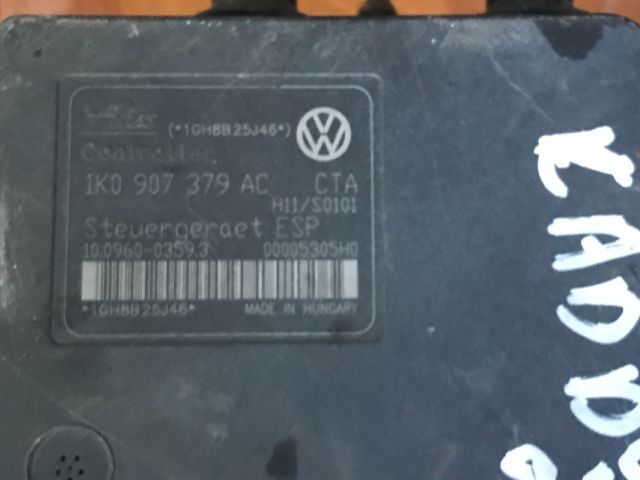 (*1GH8B25J46*)
Controller
1K0 907 379 AC CTA
H11/S0101
Steuergeraet ESP
10.0960-0359.3 00005305H0
*1GH8B25J46* MADE IN HUNGARY
CADD